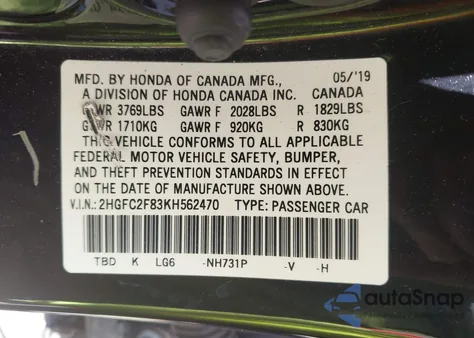 MFD. BY HONDA OF CANADA MFG., 05/'19
A DIVISION OF HONDA CANADA INC. CANADA
GVWR 3769LBS GAWR F 2028LBS R 1829LBS
GVWR 1710KG GAWR F 920KG R 830KG
THIS VEHICLE CONFORMS TO ALL APPLICABLE
FEDERAL MOTOR VEHICLE SAFETY, BUMPER,
AND THEFT PREVENTION STANDARDS IN EFFECT
ON THE DATE OF MANUFACTURE SHOWN ABOVE.
V.I.N.: 2HGFC2F83KH562470 TYPE: PASSENGER CAR
TBD K LG6 -NH731P -V -H
autoSnap